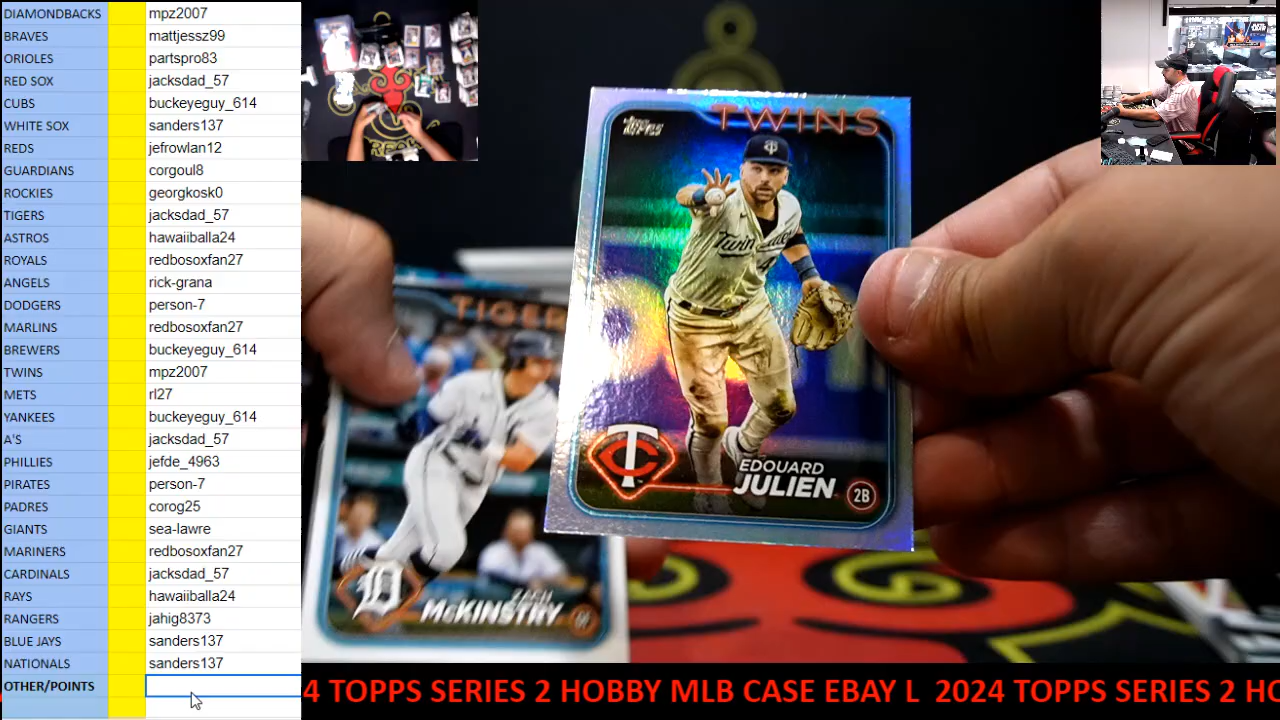 DIAMONDBACKS mpz2007
BRAVES mattjessz99
ORIOLES partspro83
RED SOX jacksdad_57
CUBS buckeyeguy_614
WHITE SOX sanders137
REDS jefrowlan12
GUARDIANS corgoul8
ROCKIES georgkosk0
TIGERS jacksdad_57
ASTROS hawaiiballa24
ROYALS redbosoxfan27
ANGELS rick-grana
DODGERS person-7
MARLINS redbosoxfan27
BREWERS buckeyeguy_614
TWINS mpz2007
METS rl27
YANKEES buckeyeguy_614
A'S jacksdad_57
PHILLIES jefde_4963
PIRATES person-7
PADRES corog25
GIANTS sea-lawre
MARINERS redbosoxfan27
CARDINALS jacksdad_57
RAYS hawaiiballa24
RANGERS jahig8373
BLUE JAYS sanders137
NATIONALS sanders137
OTHER/POINTS
Topps
TWINS
Twin
EDOUARD
JULIEN 2B
TIGERS
ZACH
McKINSTRY
4 TOPPS SERIES 2 HOBBY MLB CASE EBAY L 2024 TOPPS SERIES 2 HO